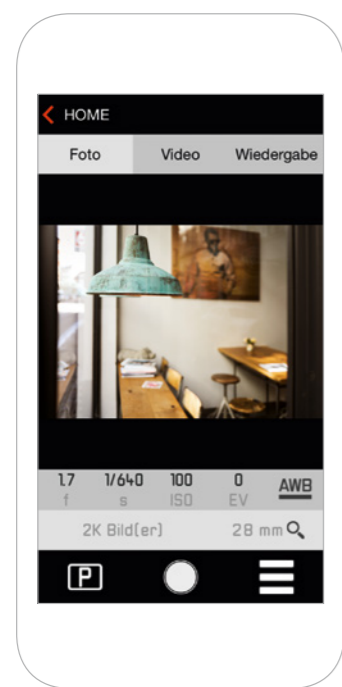 HOME
Foto Video Wiedergabe
1.7 1/640 100 0 AWB
f s ISO EV
2K Bild(er) 28 mm
P